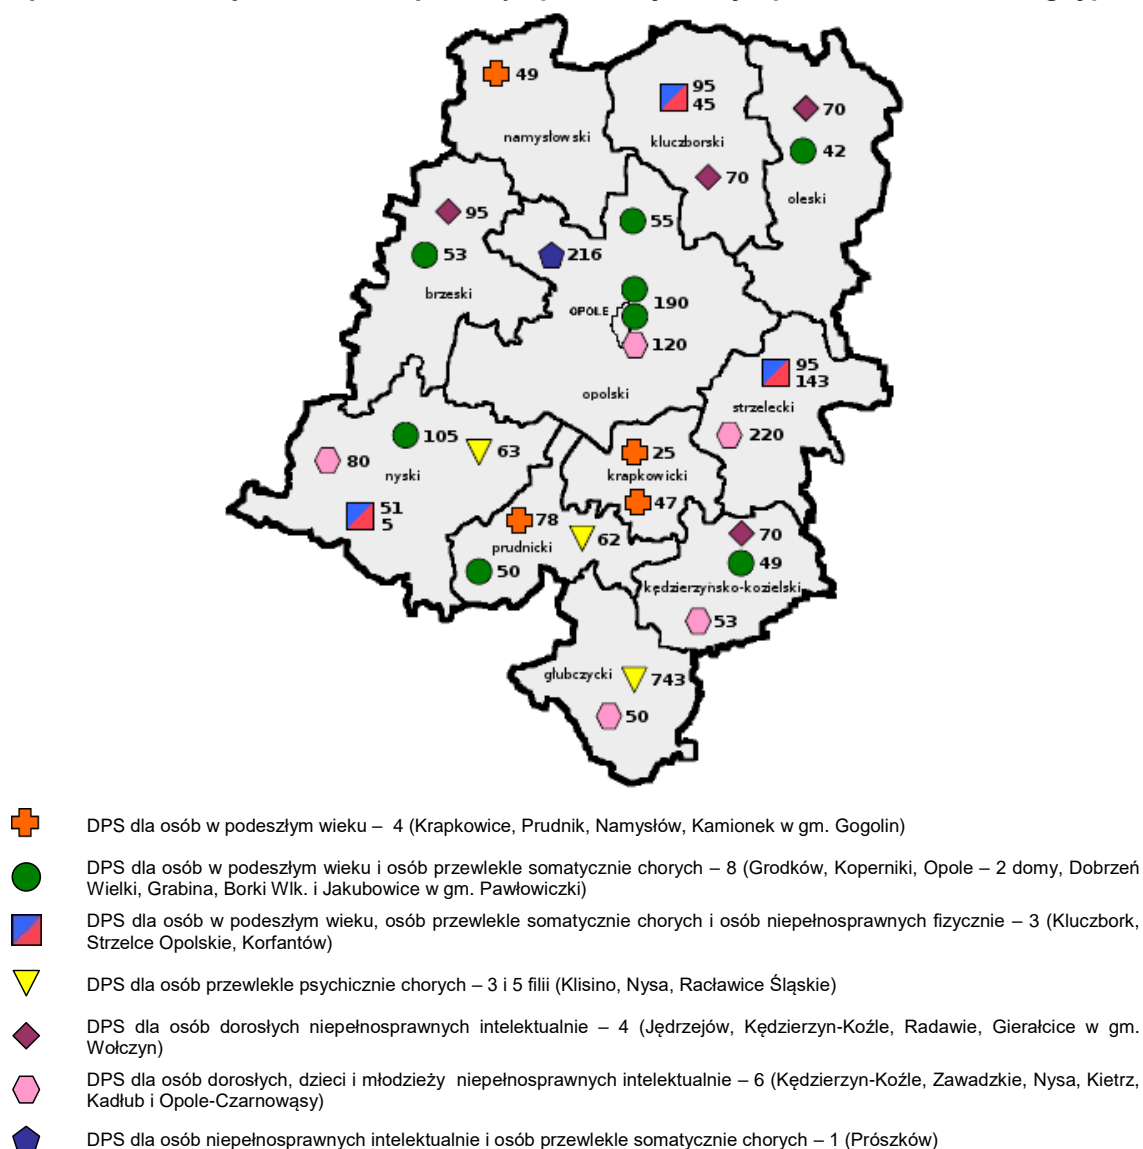 49
namysłowski
95
45
kluczborski
70
70
42
oleski
95
53
brzeski
55
216
OPOLE
190
120
opolski
95
143
strzelecki
220
105
63
80
nyski
51
5
25
krapkowicki
47
78
prudnicki
62
50
70
49
kędzierzyńsko-kozielski
53
głubczycki
743
50
DPS dla osób w podeszłym wieku – 4 (Krapkowice, Prudnik, Namysłów, Kamionek w gm. Gogolin)
DPS dla osób w podeszłym wieku i osób przewlekle somatycznie chorych – 8 (Grodków, Koperniki, Opole – 2 domy, Dobrzeń
Wielki, Grabina, Borki Wlk. i Jakubowice w gm. Pawłowiczki)
DPS dla osób w podeszłym wieku, osób przewlekle somatycznie chorych i osób niepełnosprawnych fizycznie – 3 (Kluczbork,
Strzelce Opolskie, Korfantów)
DPS dla osób przewlekle psychicznie chorych – 3 i 5 filii (Klisino, Nysa, Racławice Śląskie)
DPS dla osób dorosłych niepełnosprawnych intelektualnie – 4 (Jędrzejów, Kędzierzyn-Koźle, Radawie, Gierałcice w gm.
Wołczyn)
DPS dla osób dorosłych, dzieci i młodzieży niepełnosprawnych intelektualnie – 6 (Kędzierzyn-Koźle, Zawadzkie, Nysa, Kietrz,
Kadłub i Opole-Czarnowąsy)
DPS dla osób niepełnosprawnych intelektualnie i osób przewlekle somatycznie chorych – 1 (Prószków)